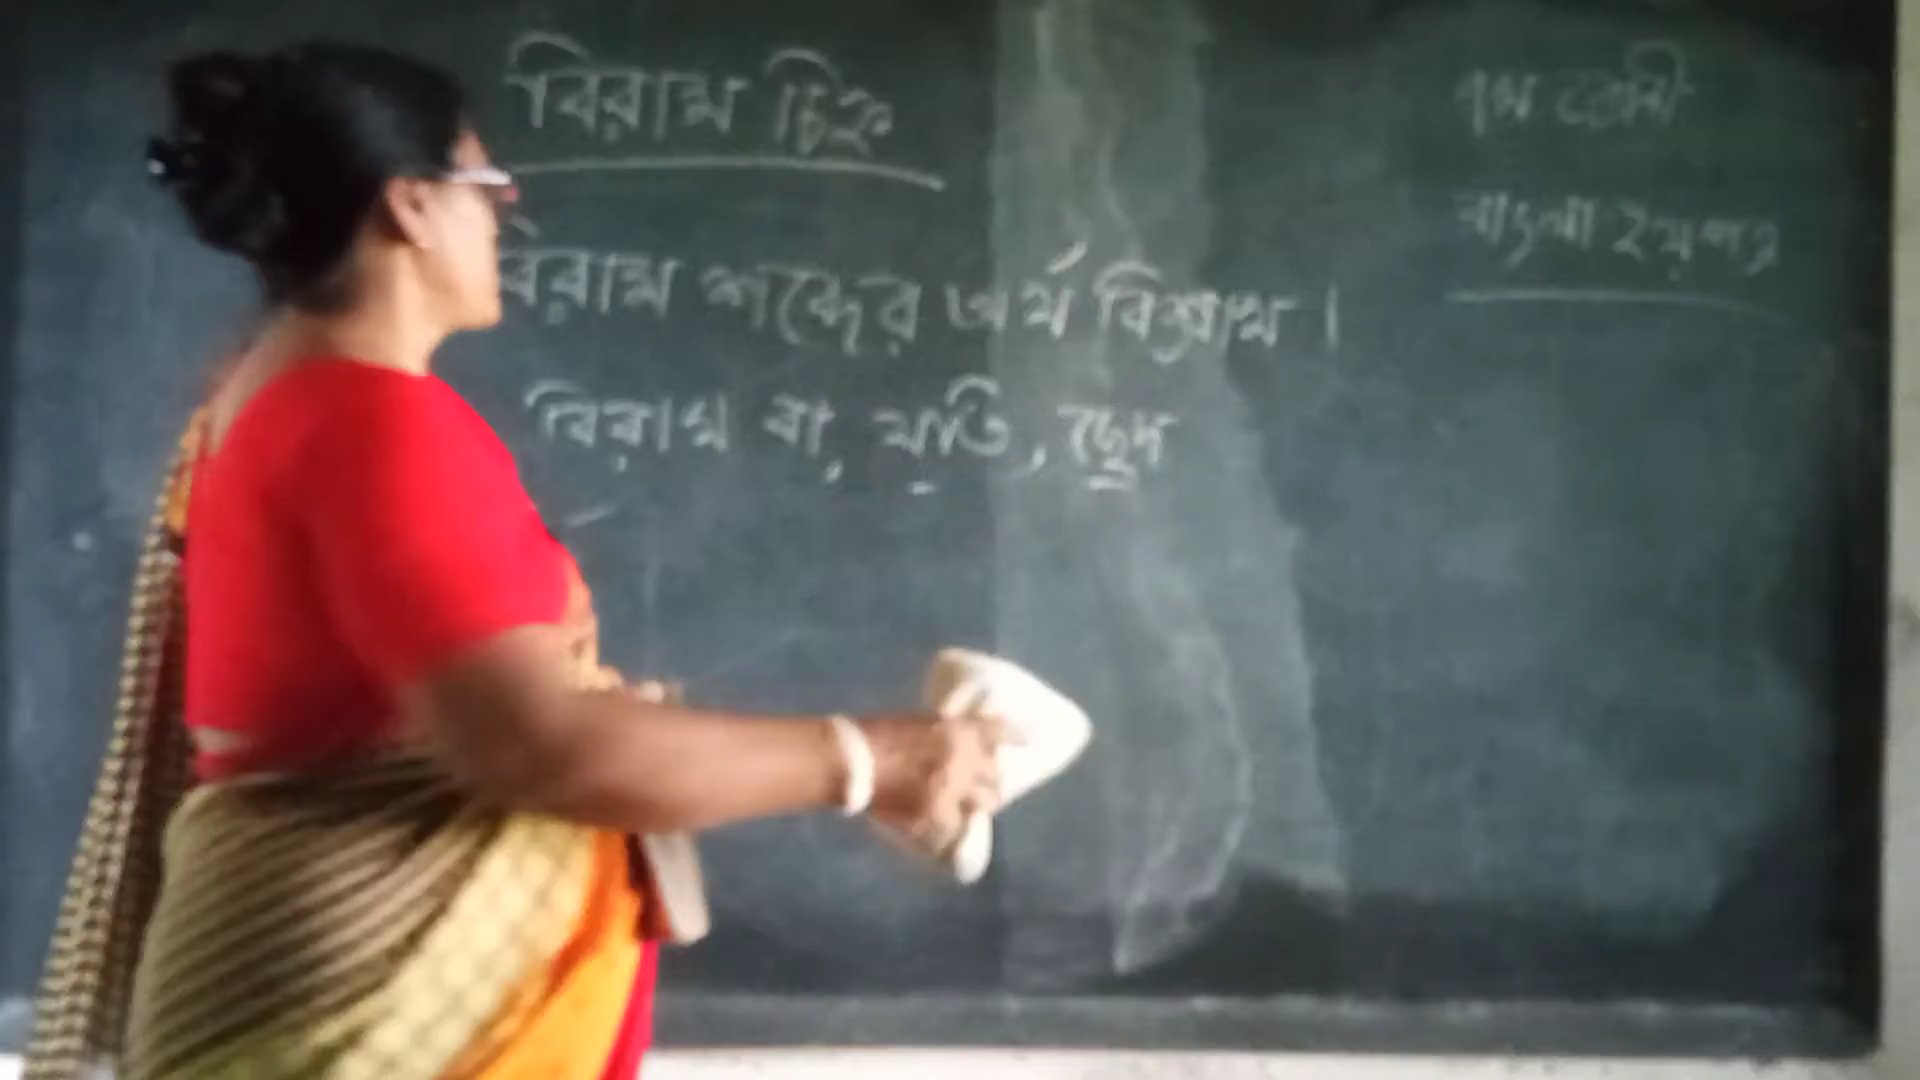 বিরাম চিহ্ন
৭ম শ্রেণী
বাংলা ২য় পত্র
বিরাম শব্দের অর্থ বিশ্রাম।
বিরাম বা, যতি, ছেদ